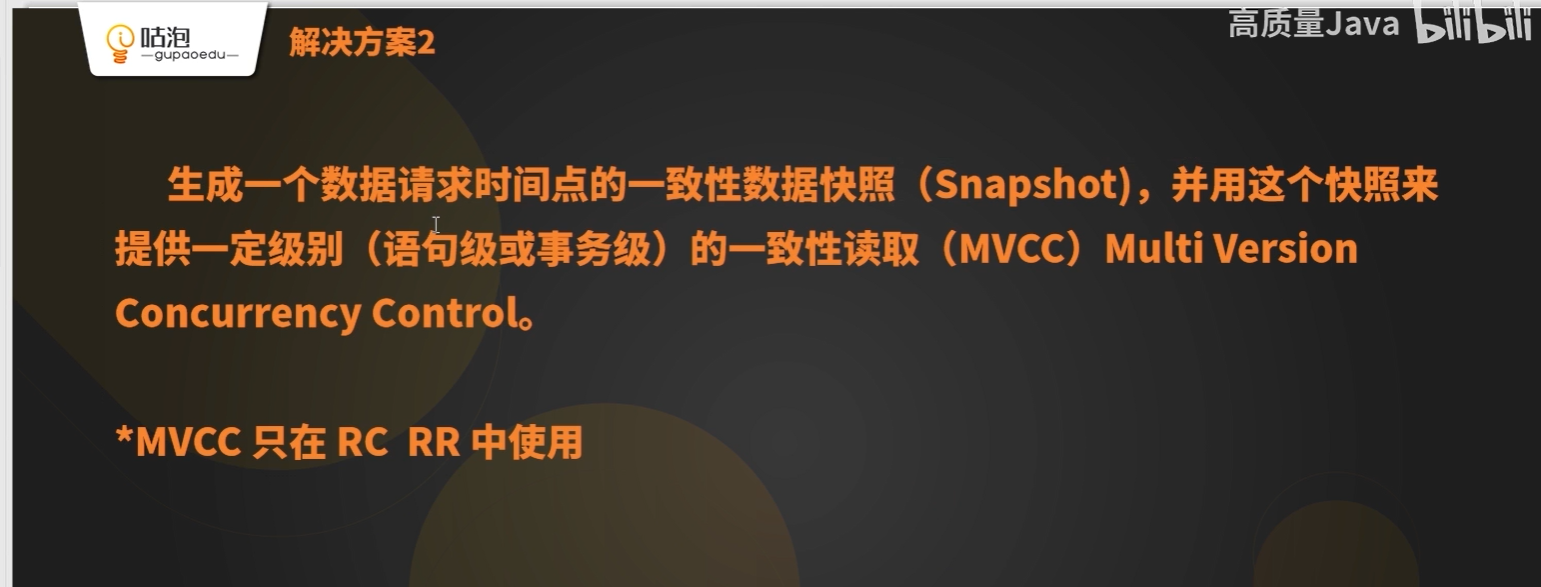 咕泡
—gupaoedu—
解决方案2
高质量Java bilibili
生成一个数据请求时间点的一致性数据快照（Snapshot)，并用这个快照来
提供一定级别（语句级或事务级）的一致性读取（MVCC）Multi Version
Concurrency Control。
*MVCC 只在 RC  RR 中使用